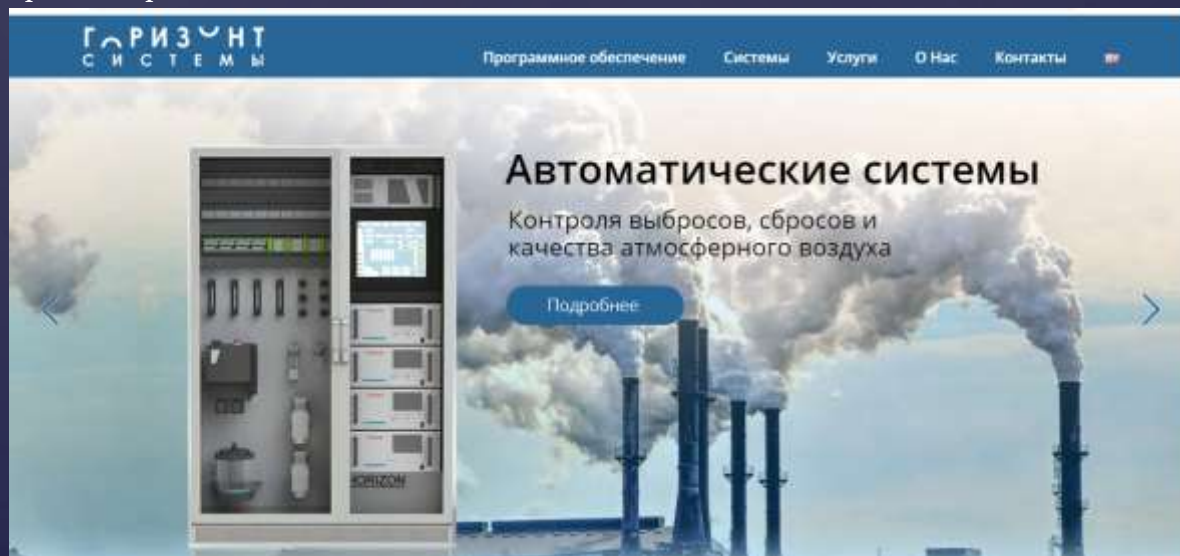 ГОРИЗОНТ
СИСТЕМЫ
Программное обеспечение Системы Услуги О Нас Контакты
Автоматические системы
Контроля выбросов, сбросов и
качества атмосферного воздуха
Подробнее
HORIZON